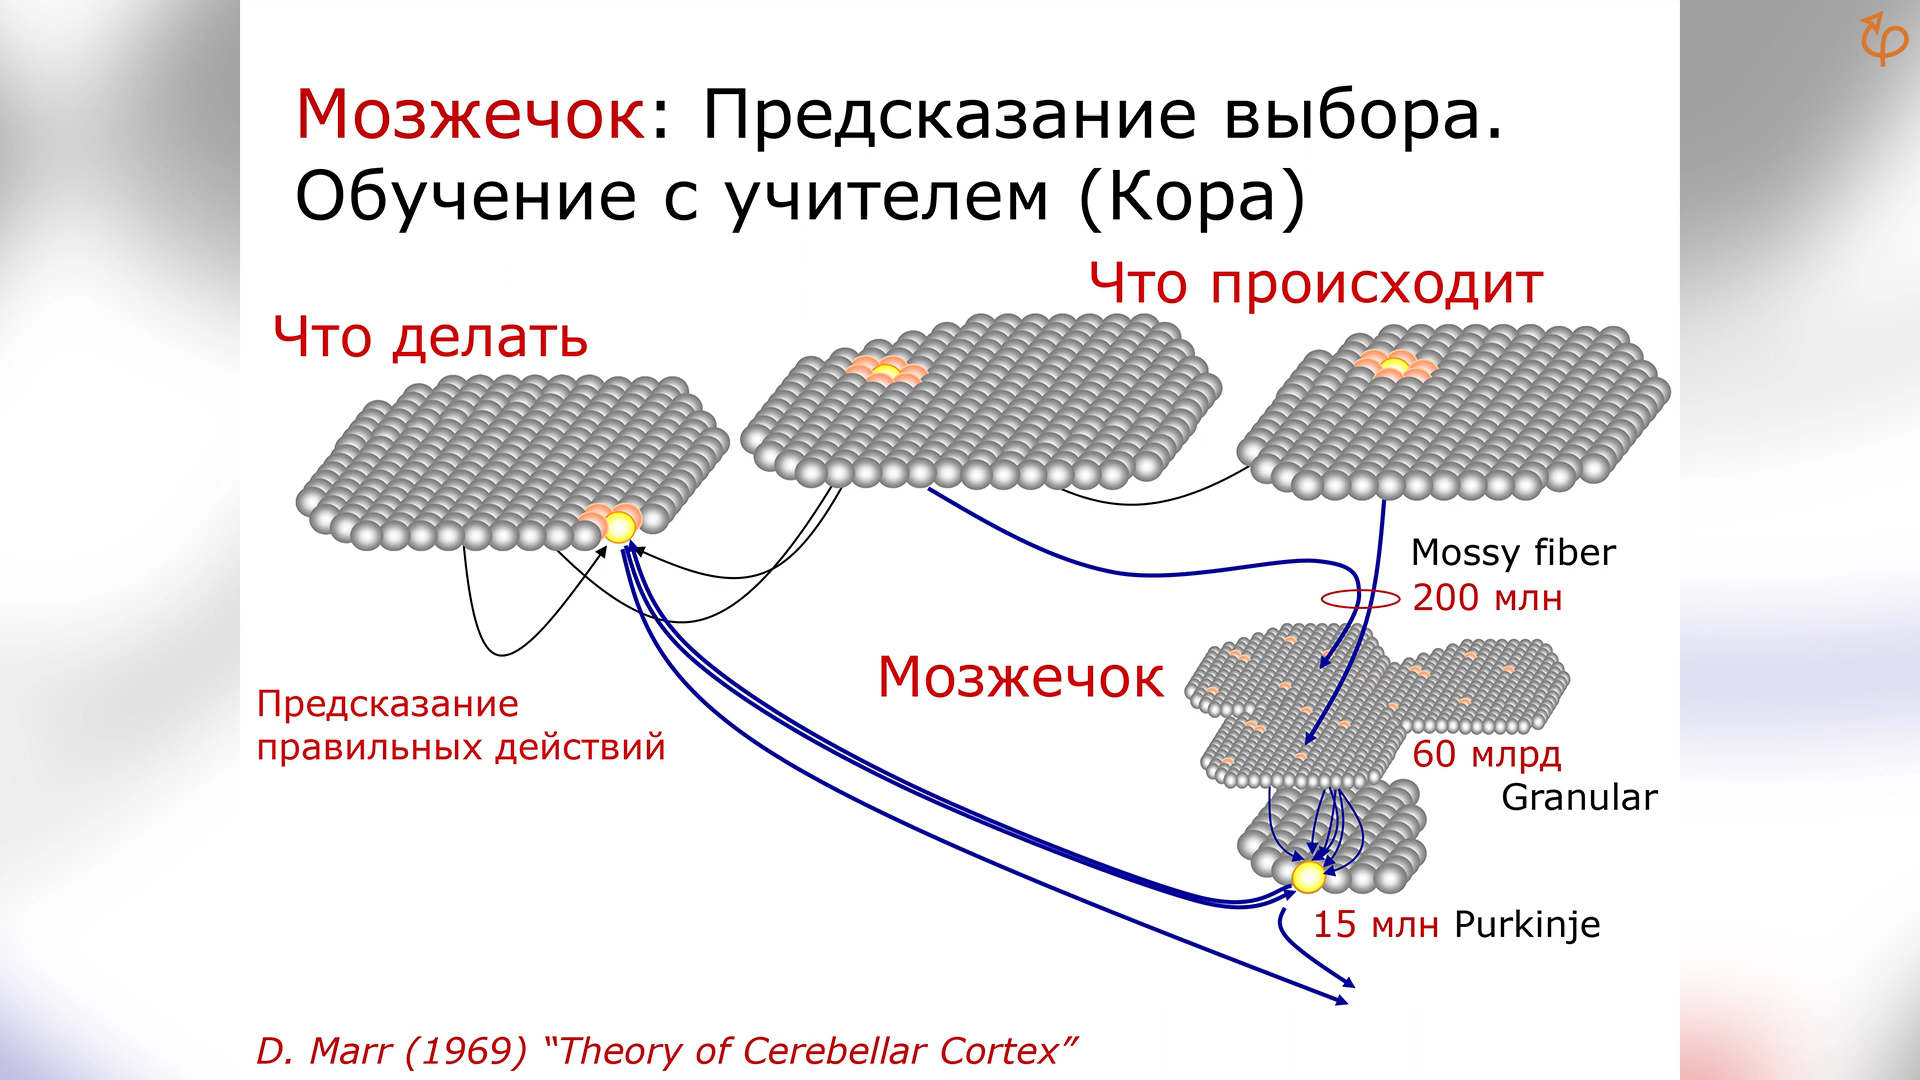 Мозжечок: Предсказание выбора.
Обучение с учителем (Кора)
Что происходит
Что делать
Mossy fiber
200 млн
Мозжечок
Предсказание
правильных действий
60 млрд
Granular
15 млн Purkinje
D. Marr (1969) “Theory of Cerebellar Cortex”